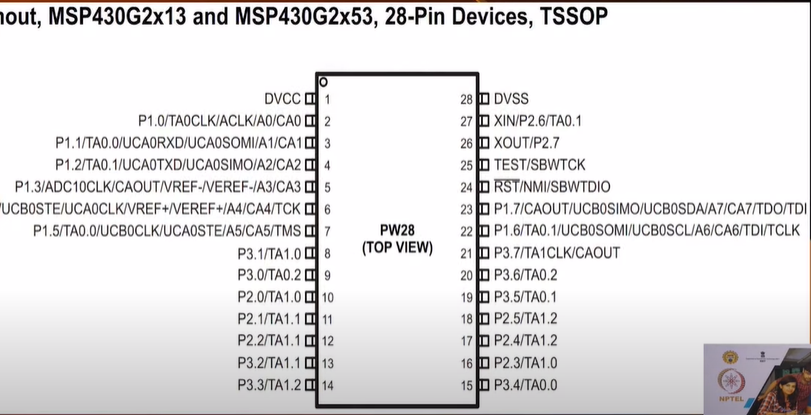 nout, MSP430G2x13 and MSP430G2x53, 28-Pin Devices, TSSOP
DVCC 1
P1.0/TA0CLK/ACLK/A0/CA0 2
P1.1/TA0.0/UCA0RXD/UCA0SOMI/A1/CA1 3
P1.2/TA0.1/UCA0TXD/UCA0SIMO/A2/CA2 4
P1.3/ADC10CLK/CAOUT/VREF-/VEREF-/A3/CA3 5
/UCB0STE/UCA0CLK/VREF+/VEREF+/A4/CA4/TCK 6
P1.5/TA0.0/UCB0CLK/UCA0STE/A5/CA5/TMS 7
P3.1/TA1.0 8
P3.0/TA0.2 9
P2.0/TA1.0 10
P2.1/TA1.1 11
P2.2/TA1.1 12
P3.2/TA1.1 13
P3.3/TA1.2 14
PW28
(TOP VIEW)
28 DVSS
27 XIN/P2.6/TA0.1
26 XOUT/P2.7
25 TEST/SBWTCK
24 RST/NMI/SBWTDIO
23 P1.7/CAOUT/UCB0SIMO/UCB0SDA/A7/CA7/TDO/TDI
22 P1.6/TA0.1/UCB0SOMI/UCB0SCL/A6/CA6/TDI/TCLK
21 P3.7/TA1CLK/CAOUT
20 P3.6/TA0.2
19 P3.5/TA0.1
18 P2.5/TA1.2
17 P2.4/TA1.2
16 P2.3/TA1.0
15 P3.4/TA0.0
NPTEL